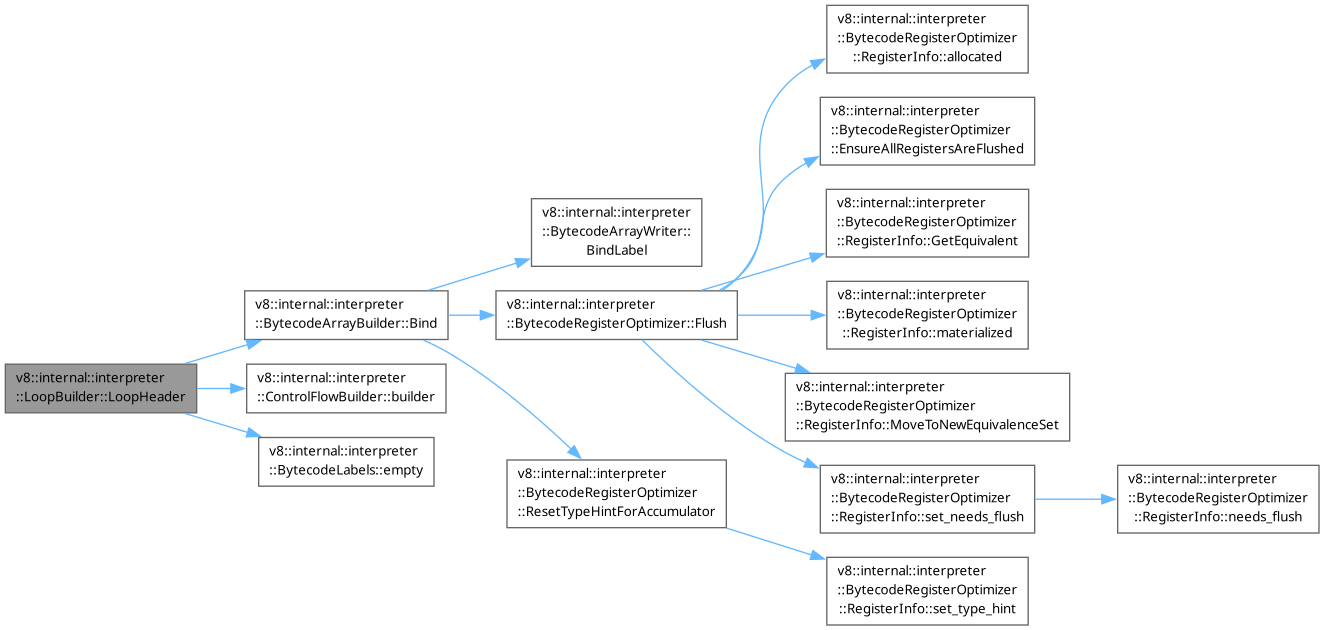 v8::internal::interpreter
::LoopBuilder::LoopHeader
v8::internal::interpreter
::BytecodeArrayBuilder::Bind
v8::internal::interpreter
::ControlFlowBuilder::builder
v8::internal::interpreter
::BytecodeLabels::empty
v8::internal::interpreter
::BytecodeArrayWriter::
BindLabel
v8::internal::interpreter
::BytecodeRegisterOptimizer::Flush
v8::internal::interpreter
::BytecodeRegisterOptimizer
::ResetTypeHintForAccumulator
v8::internal::interpreter
::BytecodeRegisterOptimizer
::RegisterInfo::allocated
v8::internal::interpreter
::BytecodeRegisterOptimizer
::EnsureAllRegistersAreFlushed
v8::internal::interpreter
::BytecodeRegisterOptimizer
::RegisterInfo::GetEquivalent
v8::internal::interpreter
::BytecodeRegisterOptimizer
::RegisterInfo::materialized
v8::internal::interpreter
::BytecodeRegisterOptimizer
::RegisterInfo::MoveToNewEquivalenceSet
v8::internal::interpreter
::BytecodeRegisterOptimizer
::RegisterInfo::set_needs_flush
v8::internal::interpreter
::BytecodeRegisterOptimizer
::RegisterInfo::needs_flush
v8::internal::interpreter
::BytecodeRegisterOptimizer
::RegisterInfo::set_type_hint